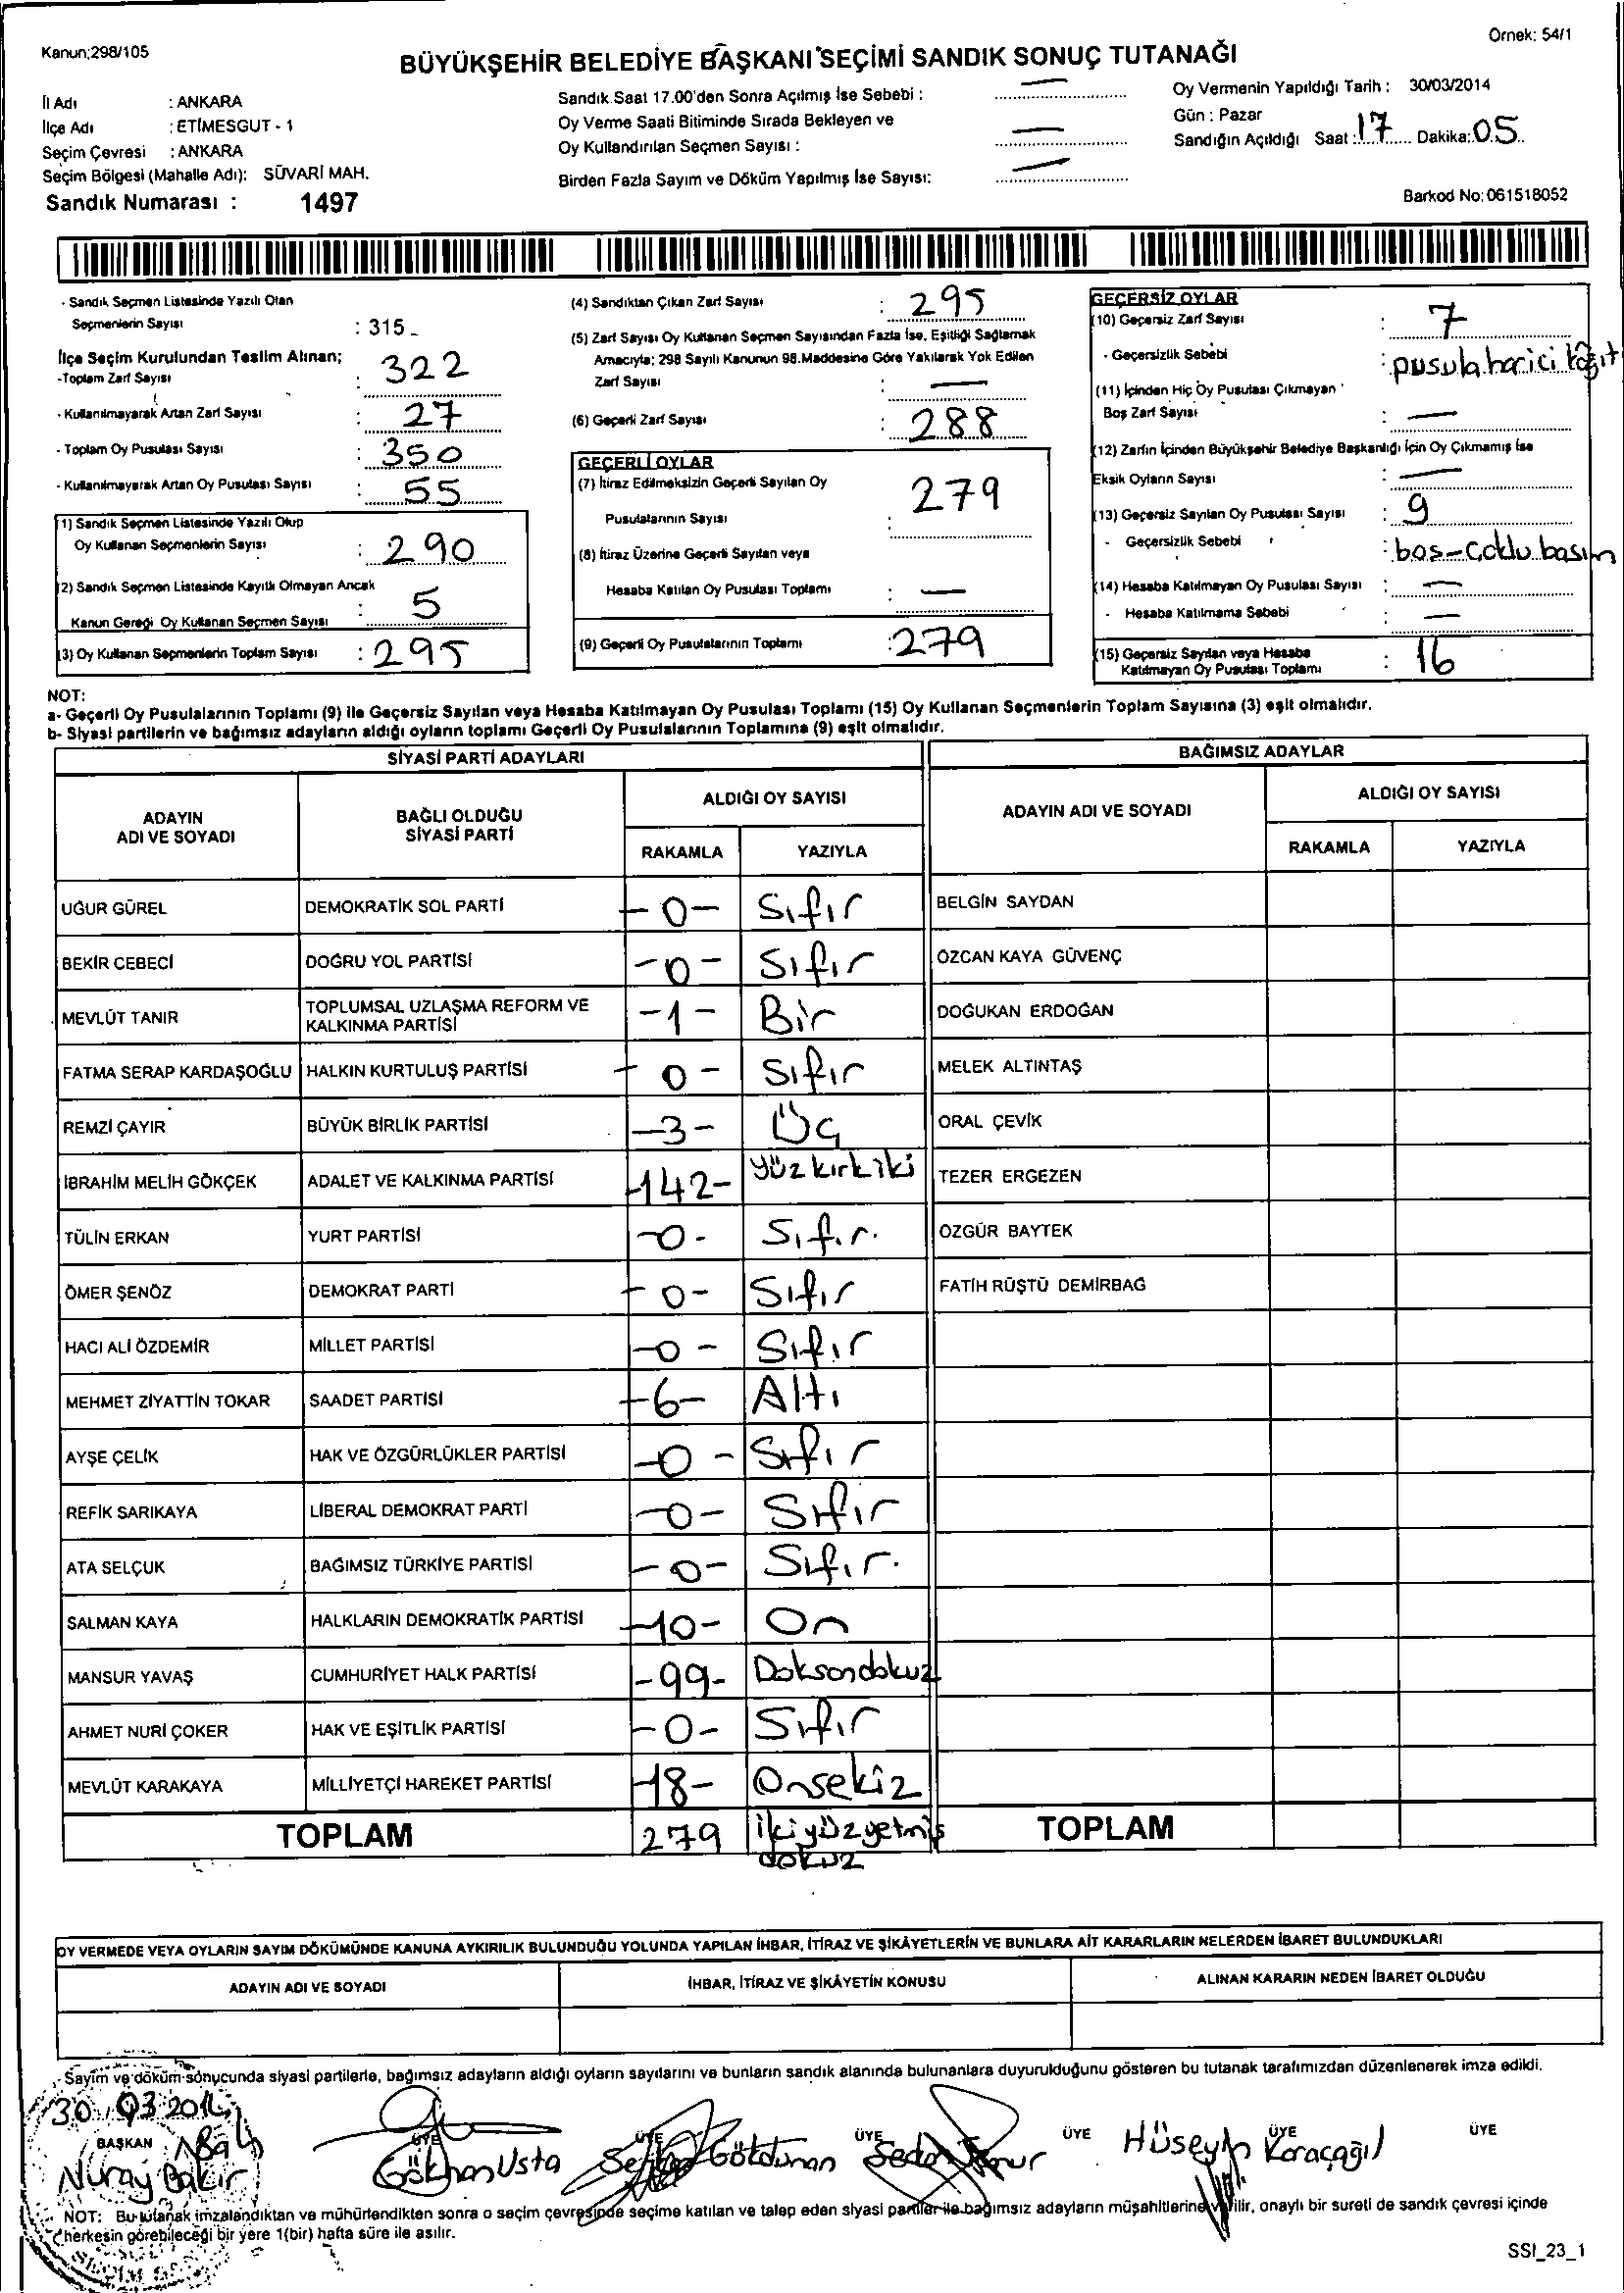 Kanun;298/105
Örnek: 54/1
BÜYÜKŞEHİR BELEDİYE BAŞKANI SEÇİMİ SANDIK SONUÇ TUTANAĞI
İl Adı : ANKARA
İlçe Adı : ETİMESGUT - 1
Seçim Çevresi : ANKARA
Seçim Bölgesi (Mahalle Adı): SÜVARİ MAH.
Sandık Numarası : 1497
Sandık Saat 17.00'den Sonra Açılmış İse Sebebi : —
Oy Verme Saati Bitiminde Sırada Bekleyen ve
Oy Kullandırılan Seçmen Sayısı : —
Birden Fazla Sayım ve Döküm Yapılmış İse Sayısı: —
Oy Vermenin Yapıldığı Tarih : 30/03/2014
Gün : Pazar
Sandığın Açıldığı Saat : 17 Dakika: 05
Barkod No: 061518052
- Sandık Seçmen Listesinde Yazılı Olan
Seçmenlerin Sayısı : 315
İlçe Seçim Kurulundan Teslim Alınan;
-Toplam Zarf Sayısı : 322
- Kullanılmayarak Artan Zarf Sayısı : 27
- Toplam Oy Pusulası Sayısı : 350
- Kullanılmayarak Artan Oy Pusulası Sayısı : 55
(1) Sandık Seçmen Listesinde Yazılı Olup
Oy Kullanan Seçmenlerin Sayısı : 290
(2) Sandık Seçmen Listesinde Kayıtlı Olmayan Ancak
Kanun Gereği Oy Kullanan Seçmen Sayısı : 5
(3) Oy Kullanan Seçmenlerin Toplam Sayısı : 295
(4) Sandıktan Çıkan Zarf Sayısı : 295
(5) Zarf Sayısı Oy Kullanan Seçmen Sayısından Fazla İse, Eşitliği Sağlamak
Amacıyla; 298 Sayılı Kanunun 98.Maddesine Göre Yakılarak Yok Edilen
Zarf Sayısı : —
(6) Geçerli Zarf Sayısı : 288
GEÇERLİ OYLAR
(7) İtiraz Edilmeksizin Geçerli Sayılan Oy
Pusulalarının Sayısı : 279
(8) İtiraz Üzerine Geçerli Sayılan veya
Hesaba Katılan Oy Pusulası Toplamı : —
(9) Geçerli Oy Pusulalarının Toplamı : 279
GEÇERSİZ OYLAR
(10) Geçersiz Zarf Sayısı : 7
- Geçersizlik Sebebi : pusula harici kağıt
(11) İçinden Hiç Oy Pusulası Çıkmayan
Boş Zarf Sayısı : —
(12) Zarfın İçinden Büyükşehir Belediye Başkanlığı İçin Oy Çıkmamış İse
Eksik Oyların Sayısı : —
(13) Geçersiz Sayılan Oy Pusulası Sayısı : 9
- Geçersizlik Sebebi : bos-Çoklu basım
(14) Hesaba Katılmayan Oy Pusulası Sayısı : —
- Hesaba Katılmama Sebebi : —
(15) Geçersiz Sayılan veya Hesaba
Katılmayan Oy Pusulası Toplamı : 16
NOT:
a- Geçerli Oy Pusulalarının Toplamı (9) ile Geçersiz Sayılan veya Hesaba Katılmayan Oy Pusulası Toplamı (15) Oy Kullanan Seçmenlerin Toplam Sayısına (3) eşit olmalıdır.
b- Siyasi partilerin ve bağımsız adayların aldığı oyların toplamı Geçerli Oy Pusulalarının Toplamına (9) eşit olmalıdır.
SİYASİ PARTİ ADAYLARI
BAĞIMSIZ ADAYLAR
ADAYIN
ADI VE SOYADI
BAĞLI OLDUĞU
SİYASİ PARTİ
ALDIĞI OY SAYISI
RAKAMLA YAZIYLA
ADAYIN ADI VE SOYADI
ALDIĞI OY SAYISI
RAKAMLA YAZIYLA
UĞUR GÜREL DEMOKRATİK SOL PARTİ -0- Sıfır BELGİN SAYDAN
BEKİR CEBECİ DOĞRU YOL PARTİSİ -0- Sıfır ÖZCAN KAYA GÜVENÇ
MEVLÜT TANIR TOPLUMSAL UZLAŞMA REFORM VE
KALKINMA PARTİSİ -1- Bir DOĞUKAN ERDOĞAN
FATMA SERAP KARDAŞOĞLU HALKIN KURTULUŞ PARTİSİ -0- Sıfır MELEK ALTINTAŞ
REMZİ ÇAYIR BÜYÜK BİRLİK PARTİSİ -3- Üç ORAL ÇEVİK
İBRAHİM MELİH GÖKÇEK ADALET VE KALKINMA PARTİSİ -142- yüz kırk iki TEZER ERGEZEN
TÜLİN ERKAN YURT PARTİSİ -0- Sıfır. ÖZGÜR BAYTEK
ÖMER ŞENÖZ DEMOKRAT PARTİ -0- Sıfır FATİH RÜŞTÜ DEMİRBAĞ
HACI ALİ ÖZDEMİR MİLLET PARTİSİ -0- Sıfır
MEHMET ZİYATTİN TOKAR SAADET PARTİSİ -6- Altı
AYŞE ÇELİK HAK VE ÖZGÜRLÜKLER PARTİSİ -0- Sıfır
REFİK SARIKAYA LİBERAL DEMOKRAT PARTİ -0- Sıfır
ATA SELÇUK BAĞIMSIZ TÜRKİYE PARTİSİ -0- Sıfır.
SALMAN KAYA HALKLARIN DEMOKRATİK PARTİSİ -10- On
MANSUR YAVAŞ CUMHURİYET HALK PARTİSİ -99- Doksandokuz
AHMET NURİ ÇOKER HAK VE EŞİTLİK PARTİSİ -0- Sıfır
MEVLÜT KARAKAYA MİLLİYETÇİ HAREKET PARTİSİ -18- Onsekiz
TOPLAM 279 ikiyüzyetmiş TOPLAM
dokuz
OY VERMEDE VEYA OYLARIN SAYIM DÖKÜMÜNDE KANUNA AYKIRILIK BULUNDUĞU YOLUNDA YAPILAN İHBAR, İTİRAZ VE ŞİKÂYETLERİN VE BUNLARA AİT KARARLARIN NELERDEN İBARET BULUNDUKLARI
ADAYIN ADI VE SOYADI İHBAR, İTİRAZ VE ŞİKÂYETİN KONUSU ALINAN KARARIN NEDEN İBARET OLDUĞU
Sayım ve döküm sonucunda siyasi partilerle, bağımsız adayların aldığı oyların sayılarını ve bunların sandık alanında bulunanlara duyurulduğunu gösteren bu tutanak tarafımızdan düzenlenerek imza edildi.
30.03.2014
BAŞKAN ÜYE ÜYE ÜYE ÜYE ÜYE ÜYE
Nuray Bakır Gökhan Usta Hüseyin Karaçağıl
NOT: Bu tutanak imzalandıktan ve mühürlendikten sonra o seçim çevresinde seçime katılan ve talep eden siyasi partiler ile bağımsız adayların müşahitlerine verilir, onaylı bir sureti de sandık çevresi içinde
herkesin görebileceği bir yere 1(bir) hafta süre ile asılır.
SSI_23_1